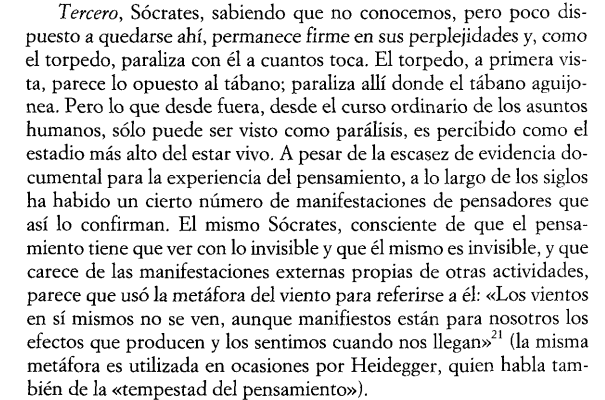 Tercero, Sócrates, sabiendo que no conocemos, pero poco dis-
puesto a quedarse ahí, permanece firme en sus perplejidades y, como
el torpedo, paraliza con él a cuantos toca. El torpedo, a primera vis-
ta, parece lo opuesto al tábano; paraliza allí donde el tábano aguijo-
nea. Pero lo que desde fuera, desde el curso ordinario de los asuntos
humanos, sólo puede ser visto como parálisis, es percibido como el
estadio más alto del estar vivo. A pesar de la escasez de evidencia do-
cumental para la experiencia del pensamiento, a lo largo de los siglos
ha habido un cierto número de manifestaciones de pensadores que
así lo confirman. El mismo Sócrates, consciente de que el pensa-
miento tiene que ver con lo invisible y que él mismo es invisible, y que
carece de las manifestaciones externas propias de otras actividades,
parece que usó la metáfora del viento para referirse a él: «Los vientos
en sí mismos no se ven, aunque manifiestos están para nosotros los
efectos que producen y los sentimos cuando nos llegan»21 (la misma
metáfora es utilizada en ocasiones por Heidegger, quien habla tam-
bién de la «tempestad del pensamiento»).